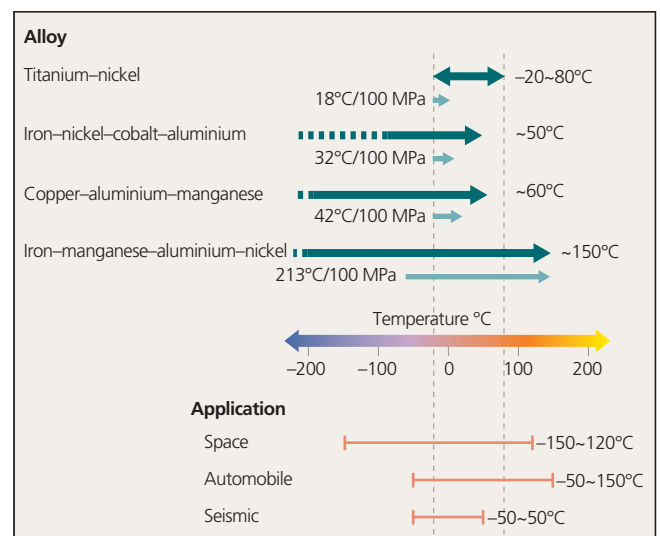 Alloy
Titanium–nickel
–20~80°C
18°C/100 MPa
Iron–nickel–cobalt–aluminium
~50°C
32°C/100 MPa
Copper–aluminium–manganese
~60°C
42°C/100 MPa
Iron–manganese–aluminium–nickel
~150°C
213°C/100 MPa
Temperature °C
–200 –100 0 100 200
Application
Space
–150~120°C
Automobile
–50~150°C
Seismic
–50~50°C